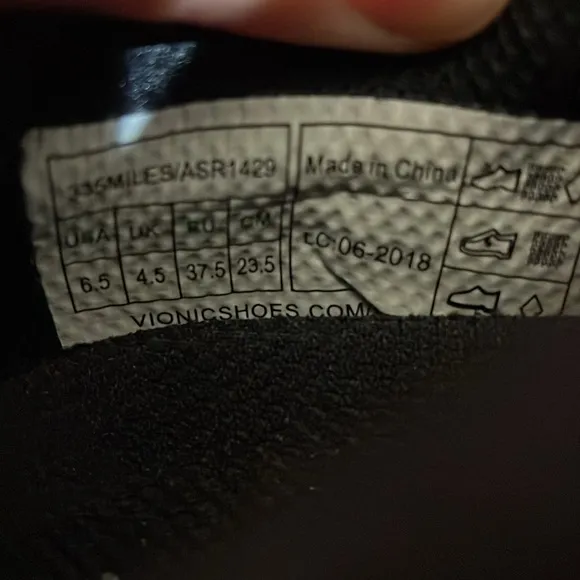 335MILES/ASR1429
USA UK EU CM
6.5 4.5 37.5 23.5
VIONICSHOES.COM
Made in China
LC-06-2018